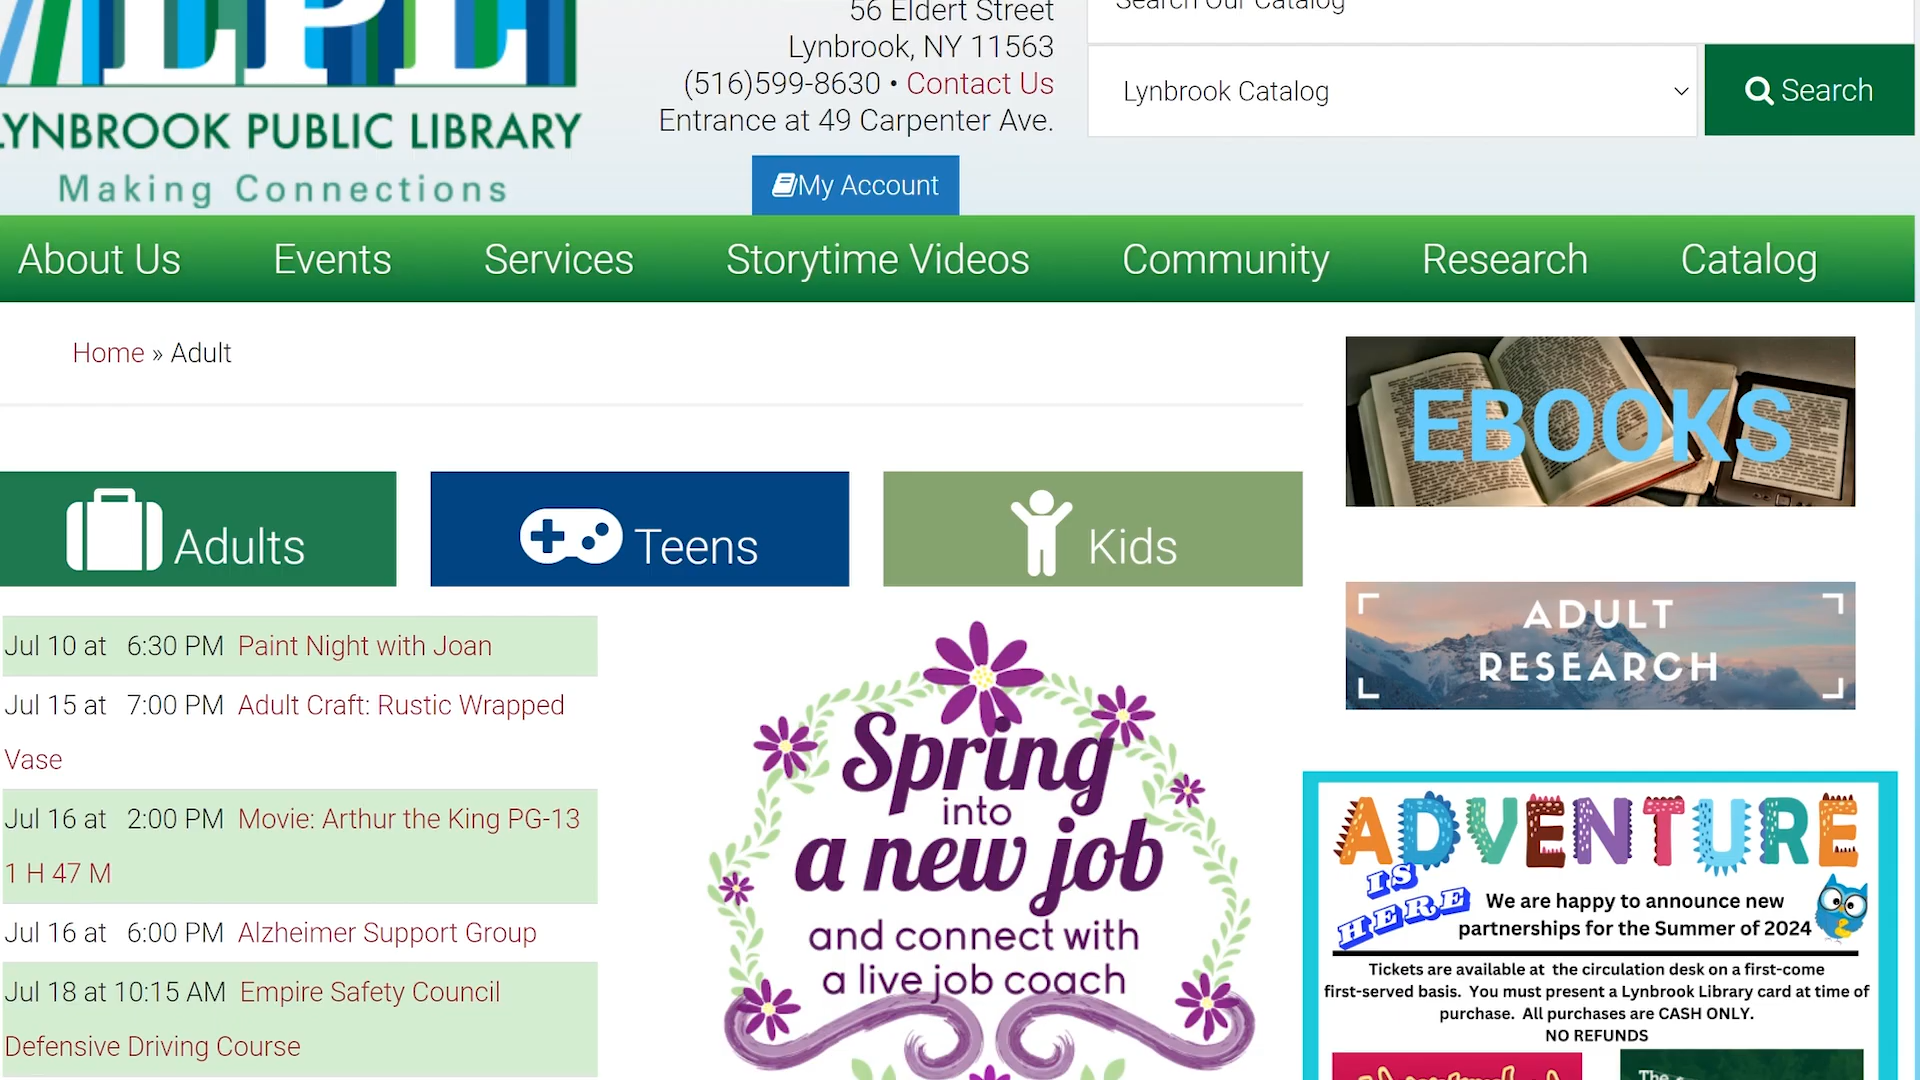 LPL
LYNBROOK PUBLIC LIBRARY
Making Connections
56 Eldert Street
Lynbrook, NY 11563
(516)599-8630 • Contact Us
Entrance at 49 Carpenter Ave.
My Account
Search Our Catalog
Lynbrook Catalog
Search
About Us Events Services Storytime Videos Community Research Catalog
Home » Adult
Adults
Teens
Kids
Jul 10 at 6:30 PM Paint Night with Joan
Jul 15 at 7:00 PM Adult Craft: Rustic Wrapped
Vase
Jul 16 at 2:00 PM Movie: Arthur the King PG-13
1 H 47 M
Jul 16 at 6:00 PM Alzheimer Support Group
Jul 18 at 10:15 AM Empire Safety Council
Defensive Driving Course
Spring
into
a new job
and connect with
a live job coach
EBOOKS
ADULT
RESEARCH
ADVENTURE
IS
HERE
We are happy to announce new
partnerships for the Summer of 2024
Tickets are available at the circulation desk on a first-come
first-served basis. You must present a Lynbrook Library card at time of
purchase. All purchases are CASH ONLY.
NO REFUNDS
The